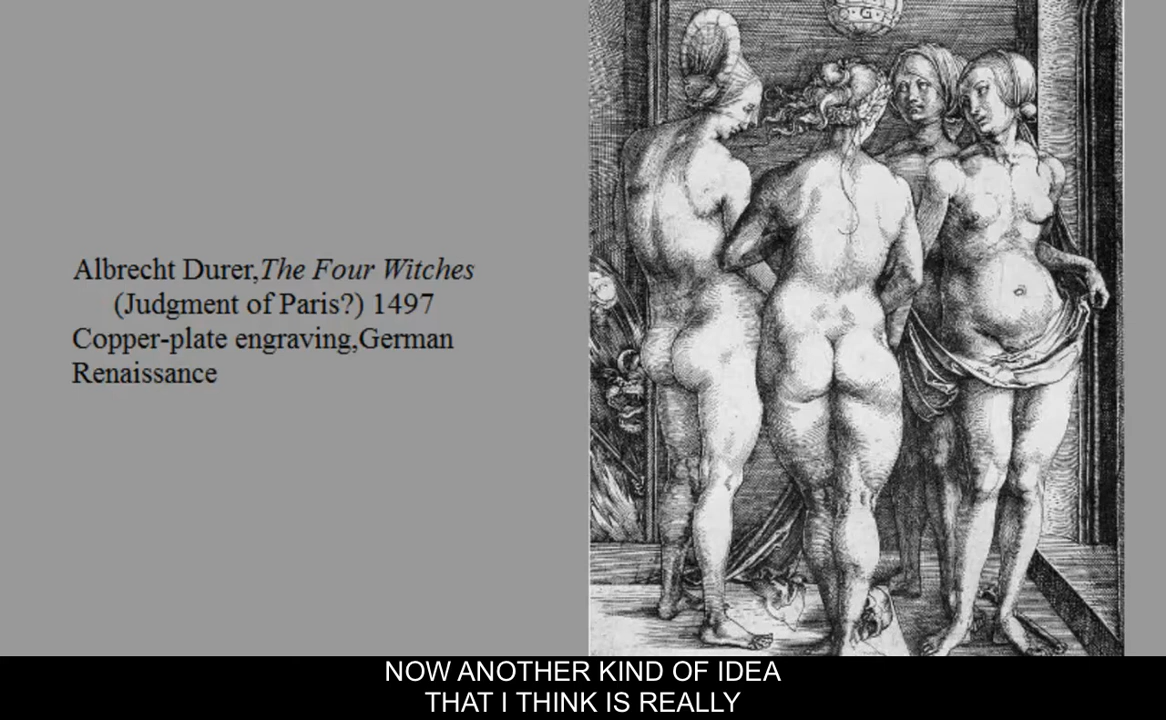 Albrecht Durer,The Four Witches
(Judgment of Paris?) 1497
Copper-plate engraving,German
Renaissance
NOW ANOTHER KIND OF IDEA
THAT I THINK IS REALLY